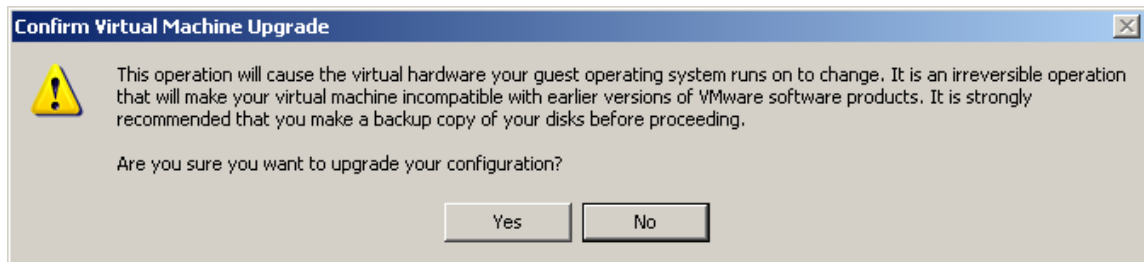 Confirm Virtual Machine Upgrade
This operation will cause the virtual hardware your guest operating system runs on to change. It is an irreversible operation
that will make your virtual machine incompatible with earlier versions of VMware software products. It is strongly
recommended that you make a backup copy of your disks before proceeding.
Are you sure you want to upgrade your configuration?
Yes No